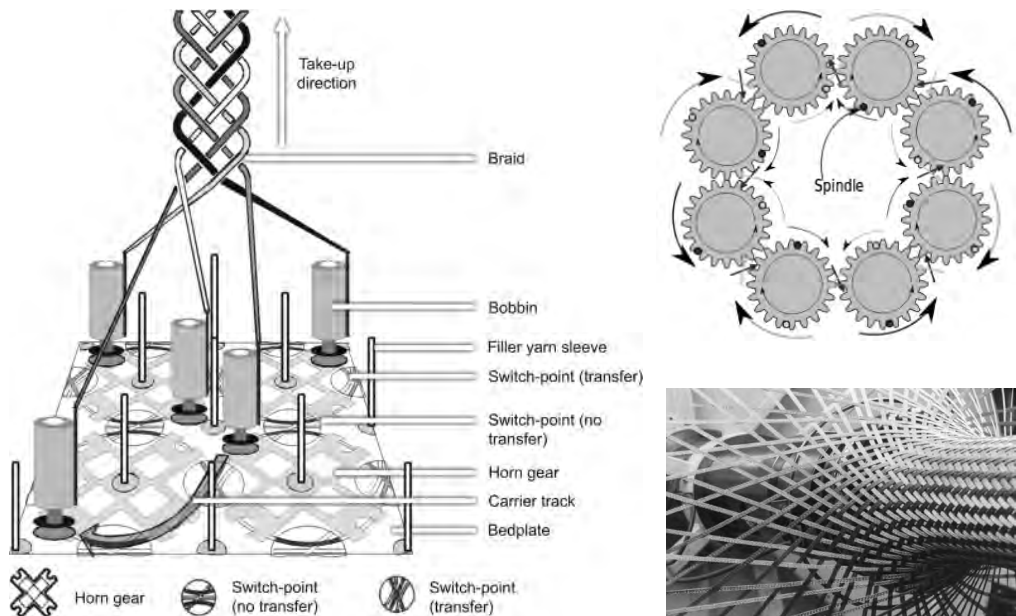 Take-up
direction
Braid
Bobbin
Filler yarn sleeve
Switch-point (transfer)
Switch-point (no
transfer)
Horn gear
Carrier track
Bedplate
Horn gear
Switch-point
(no transfer)
Switch-point
(transfer)
Spindle